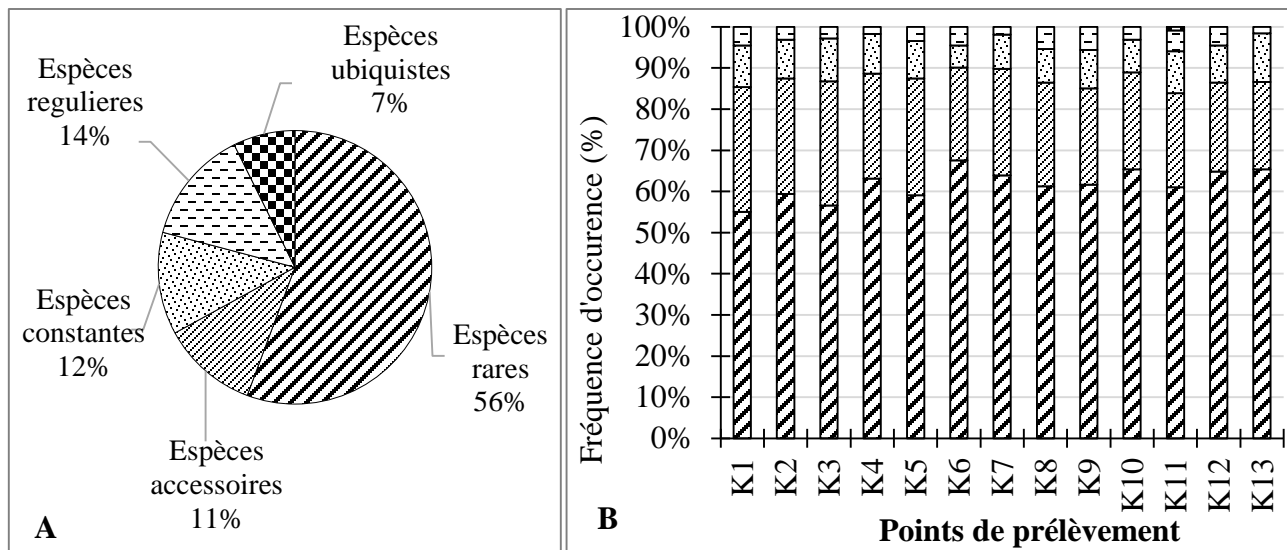 Espèces
ubiquistes
7%
Espèces
regulieres
14%
Espèces
constantes
12%
Espèces
accessoires
11%
Espèces
rares
56%
A
Fréquence d'occurence (%)
100%
90%
80%
70%
60%
50%
40%
30%
20%
10%
0%
K1
K2
K3
K4
K5
K6
K7
K8
K9
K10
K11
K12
K13
B
Points de prélèvement